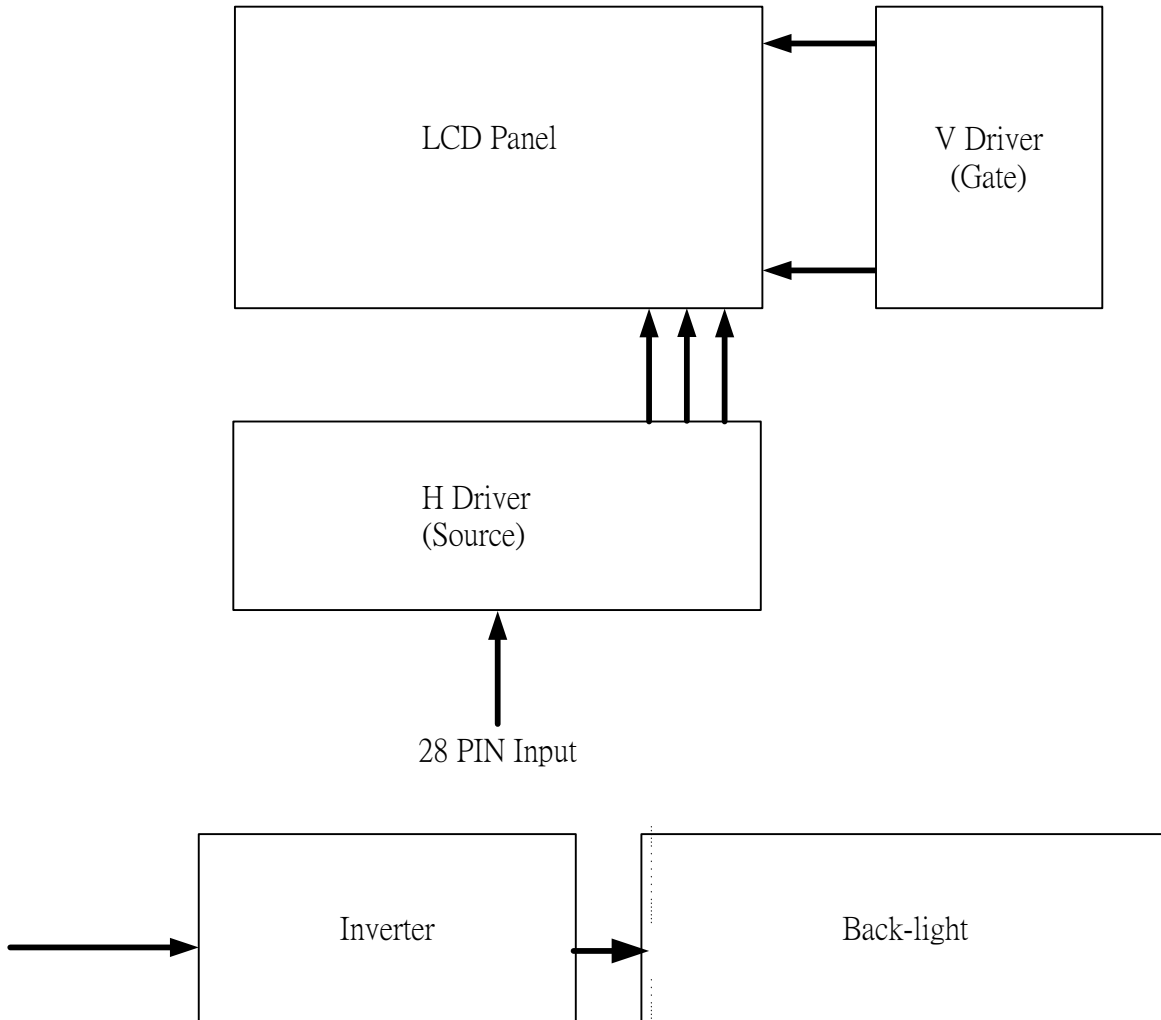 LCD Panel
V Driver
(Gate)
H Driver
(Source)
28 PIN Input
Inverter
Back-light